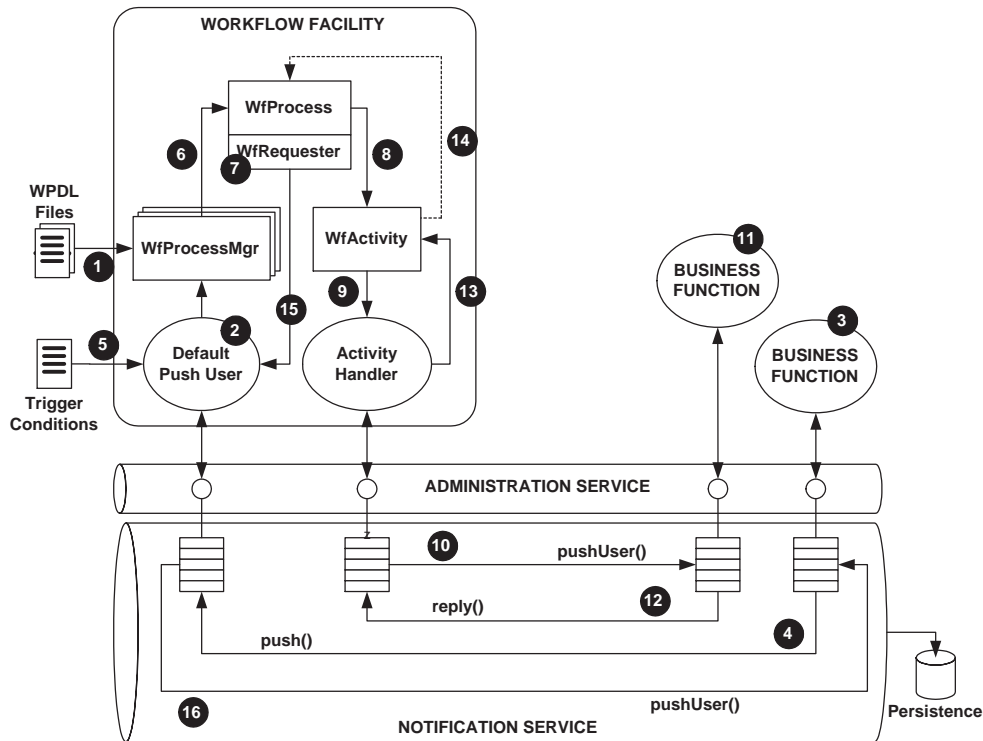 WORKFLOW FACILITY
WfProcess
WfRequester
6
7
8
14
WPDL
Files
1
WfProcessMgr
WfActivity
9
13
15
2
5
Default
Push User
Activity
Handler
Trigger
Conditions
11
BUSINESS
FUNCTION
3
BUSINESS
FUNCTION
ADMINISTRATION SERVICE
z
10
pushUser()
reply()
12
push()
4
16
pushUser()
Persistence
NOTIFICATION SERVICE